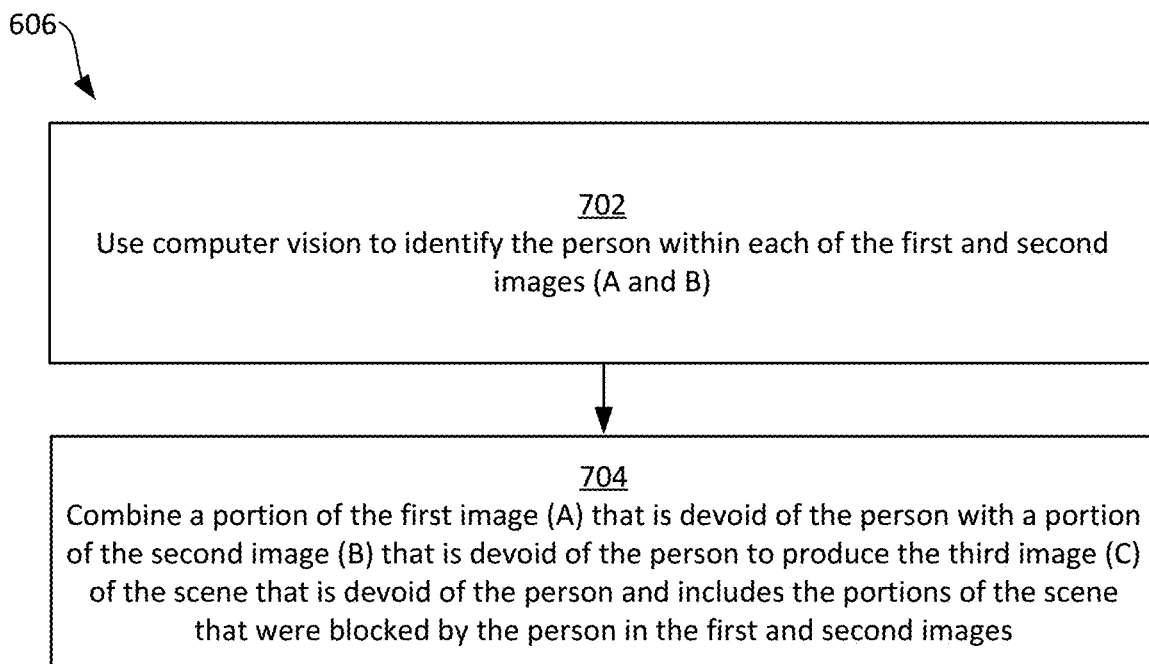 606
702
Use computer vision to identify the person within each of the first and second
images (A and B)
704
Combine a portion of the first image (A) that is devoid of the person with a portion
of the second image (B) that is devoid of the person to produce the third image (C)
of the scene that is devoid of the person and includes the portions of the scene
that were blocked by the person in the first and second images